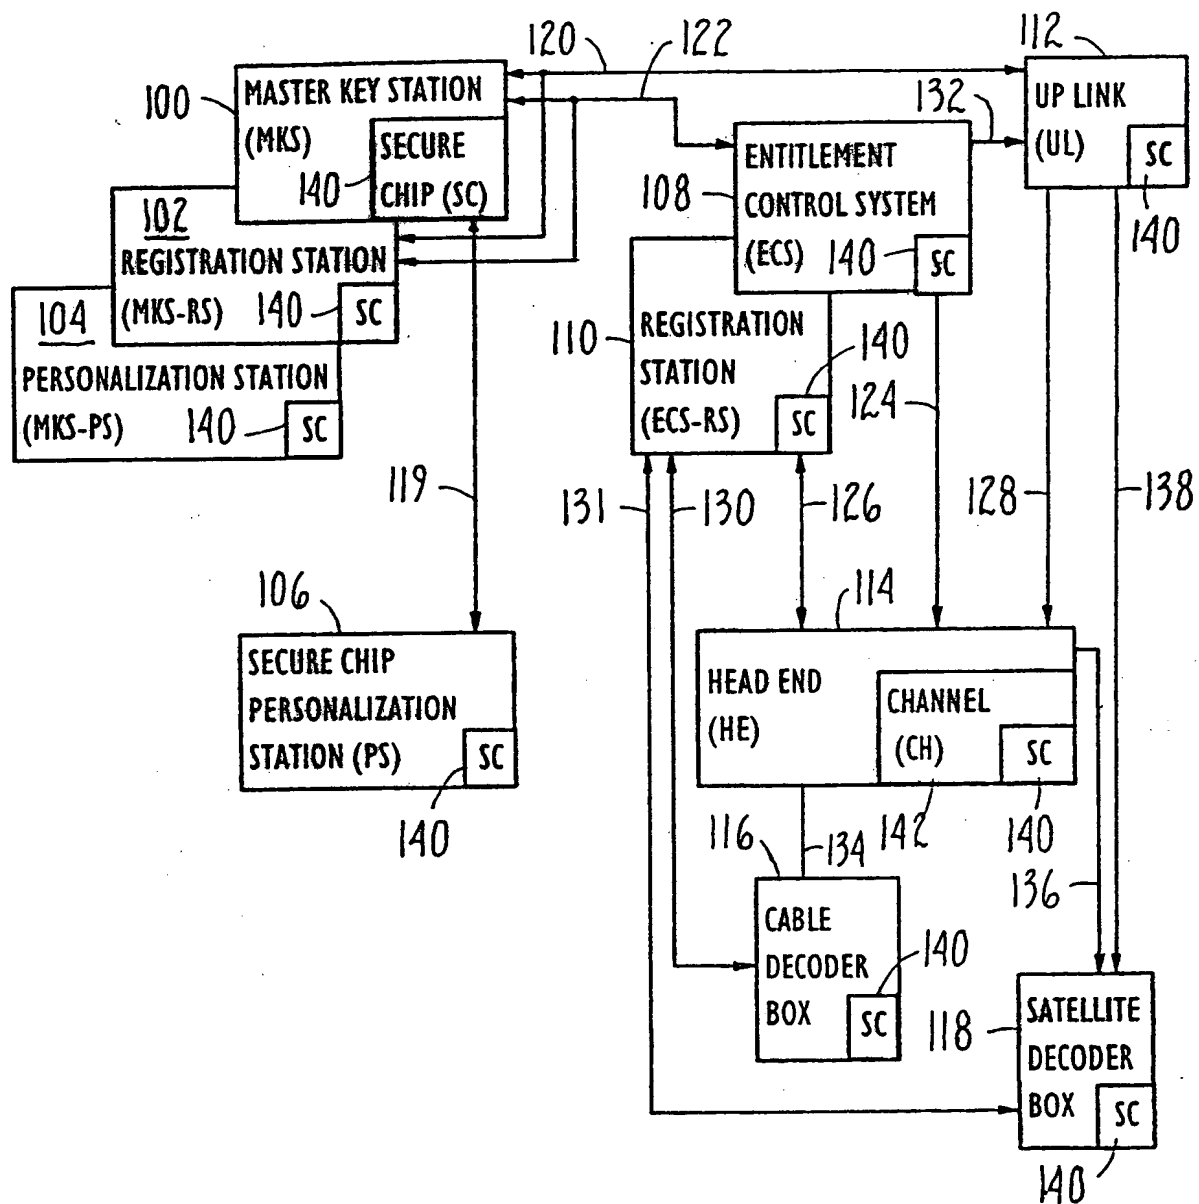 120
122
112
100
MASTER KEY STATION
(MKS)
SECURE
CHIP (SC)
140
132
UP LINK
(UL)
SC
140
108
ENTITLEMENT
CONTROL SYSTEM
(ECS)
140
SC
102
REGISTRATION STATION
(MKS-RS)
140
SC
104
PERSONALIZATION STATION
(MKS-PS)
140
SC
110
REGISTRATION
STATION
(ECS-RS)
140
SC
124
119
131
130
126
128
138
106
SECURE CHIP
PERSONALIZATION
STATION (PS)
SC
140
114
HEAD END
(HE)
CHANNEL
(CH)
SC
142
140
116
134
136
CABLE
DECODER
BOX
140
SC
118
SATELLITE
DECODER
BOX
SC
140